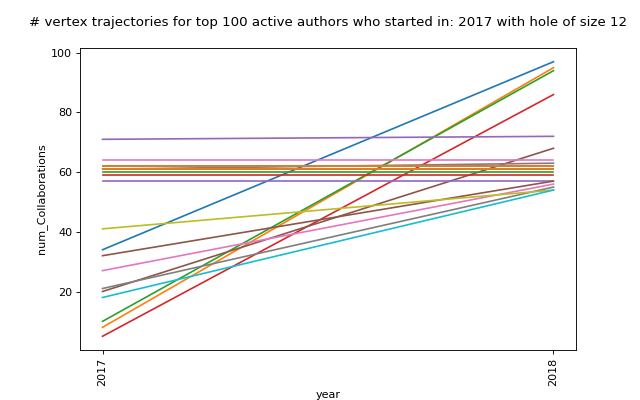 # vertex trajectories for top 100 active authors who started in: 2017 with hole of size 12
100
80
60
40
20
num_Collaborations
2017
2018
year